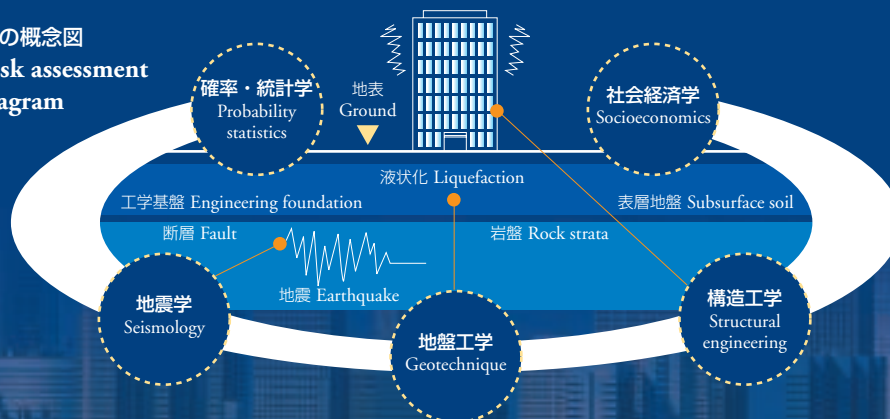 の概念図
sk assessment
agram
確率・統計学
Probability
statistics
地表
Ground
社会経済学
Socioeconomics
液状化 Liquefaction
工学基盤 Engineering foundation
表層地盤 Subsurface soil
断層 Fault
岩盤 Rock strata
地震 Earthquake
地震学
Seismology
地盤工学
Geotechnique
構造工学
Structural
engineering